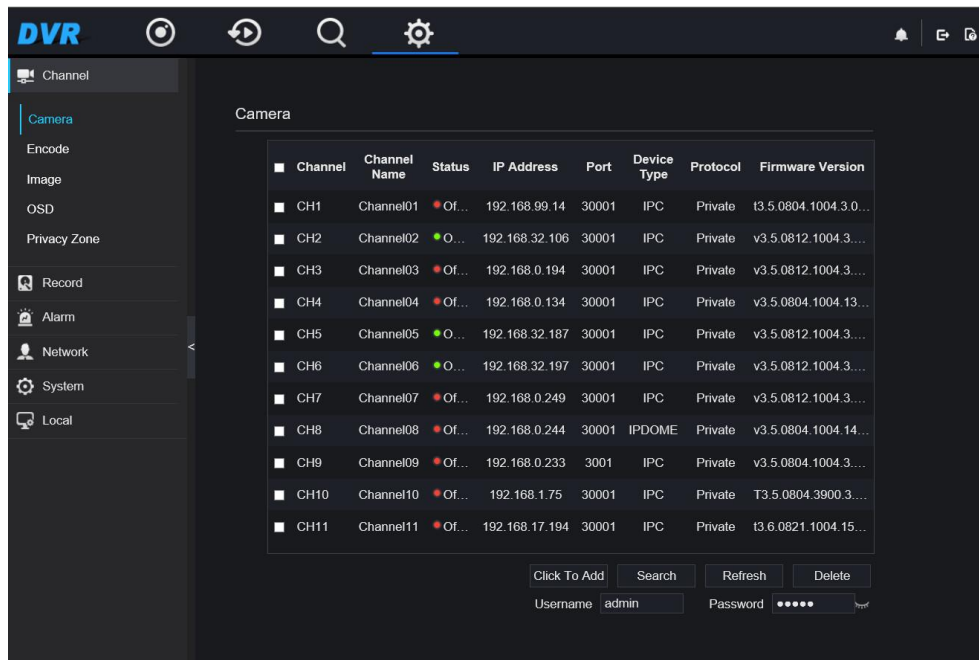 DVR
Channel
Camera
Encode
Image
OSD
Privacy Zone
Record
Alarm
Network
System
Local
<
Camera
Channel Channel Name Status IP Address Port Device Type Protocol Firmware Version
CH1 Channel01 Of... 192.168.99.14 30001 IPC Private t3.5.0804.1004.3.0...
CH2 Channel02 O... 192.168.32.106 30001 IPC Private v3.5.0812.1004.3....
CH3 Channel03 Of... 192.168.0.194 30001 IPC Private v3.5.0812.1004.3....
CH4 Channel04 Of... 192.168.0.134 30001 IPC Private v3.5.0804.1004.13...
CH5 Channel05 O... 192.168.32.187 30001 IPC Private v3.5.0812.1004.3....
CH6 Channel06 O... 192.168.32.197 30001 IPC Private v3.5.0812.1004.3....
CH7 Channel07 Of... 192.168.0.249 30001 IPC Private v3.5.0812.1004.3....
CH8 Channel08 Of... 192.168.0.244 30001 IPDOME Private v3.5.0804.1004.14...
CH9 Channel09 Of... 192.168.0.233 3001 IPC Private v3.5.0804.1004.3....
CH10 Channel10 Of... 192.168.1.75 30001 IPC Private T3.5.0804.3900.3....
CH11 Channel11 Of... 192.168.17.194 30001 IPC Private t3.6.0821.1004.15...
Click To Add Search Refresh Delete
Username admin Password •••••